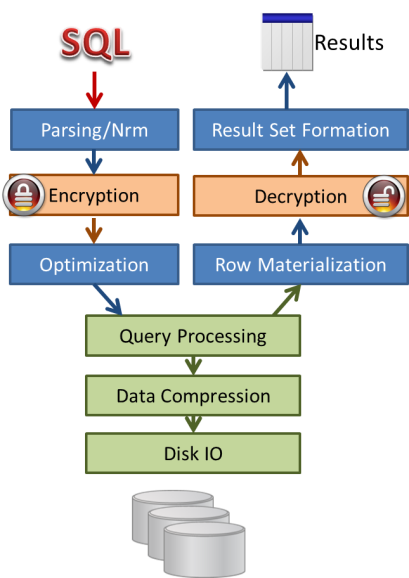 SQL
Results
Parsing/Nrm
Result Set Formation
Encryption
Decryption
Optimization
Row Materialization
Query Processing
Data Compression
Disk IO